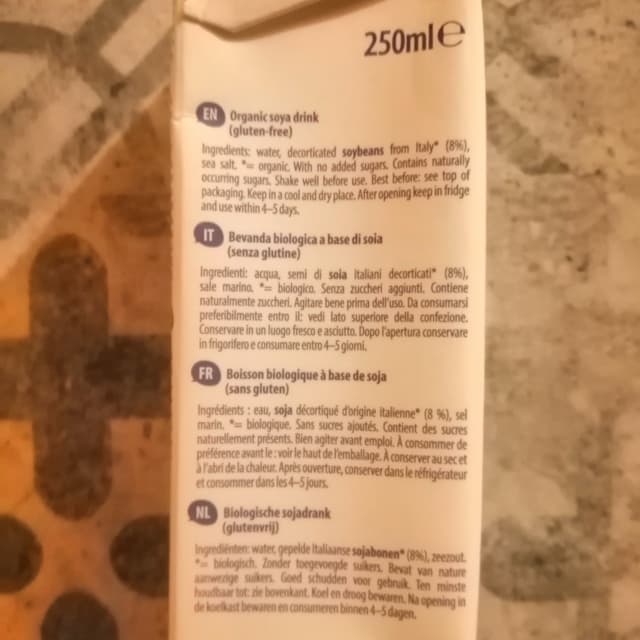 250ml℮
EN Organic soya drink
(gluten-free)
Ingredients: water, decorticated soybeans from Italy* (8%),
sea salt. *= organic. With no added sugars. Contains naturally
occurring sugars. Shake well before use. Best before: see top of
packaging. Keep in a cool and dry place. After opening keep in fridge
and use within 4–5 days.
IT Bevanda biologica a base di soia
(senza glutine)
Ingredienti: acqua, semi di soia italiani decorticati* (8%),
sale marino. *= biologico. Senza zuccheri aggiunti. Contiene
naturalmente zuccheri. Agitare bene prima dell'uso. Da consumarsi
preferibilmente entro il: vedi lato superiore della confezione.
Conservare in un luogo fresco e asciutto. Dopo l'apertura conservare
in frigorifero e consumare entro 4–5 giorni.
FR Boisson biologique à base de soja
(sans gluten)
Ingrédients : eau, soja décortiqué d'origine italienne* (8 %), sel
marin. *= biologique. Sans sucres ajoutés. Contient des sucres
naturellement présents. Bien agiter avant emploi. À consommer de
préférence avant le : voir le haut de l'emballage. À conserver au sec et
à l'abri de la chaleur. Après ouverture, conserver dans le réfrigérateur
et consommer dans les 4–5 jours.
NL Biologische sojadrank
(glutenvrij)
Ingrediënten: water, gepelde Italiaanse sojabonen* (8%), zeezout.
*= biologisch. Zonder toegevoegde suikers. Bevat van nature
aanwezige suikers. Goed schudden voor gebruik. Ten minste
houdbaar tot: zie bovenkant. Koel en droog bewaren. Na opening in
de koelkast bewaren en consumeren binnen 4–5 dagen.